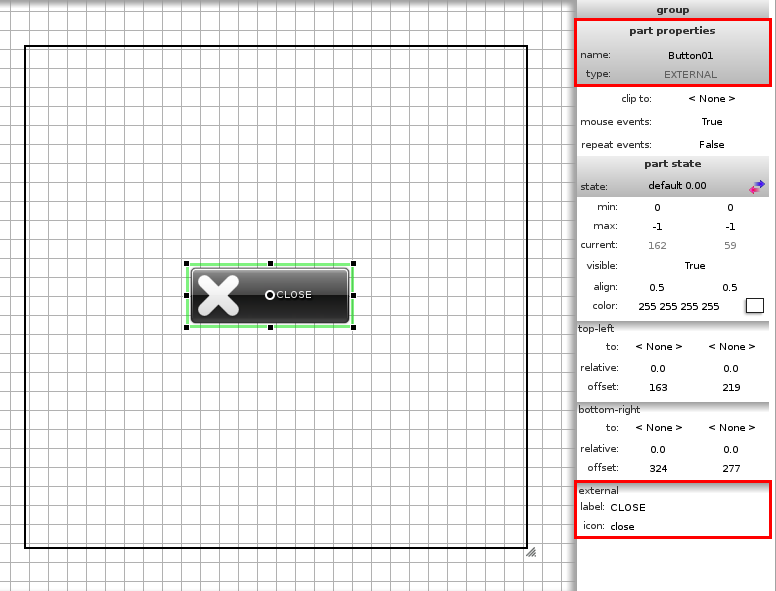 group
part properties
name: Button01
type: EXTERNAL
clip to: < None >
mouse events: True
repeat events: False
part state
state: default 0.00
min: 0 0
max: -1 -1
current: 162 59
visible: True
align: 0.5 0.5
color: 255 255 255 255
top-left
to: < None > < None >
relative: 0.0 0.0
offset: 163 219
bottom-right
to: < None > < None >
relative: 0.0 0.0
offset: 324 277
external
label: CLOSE
icon: close
CLOSE